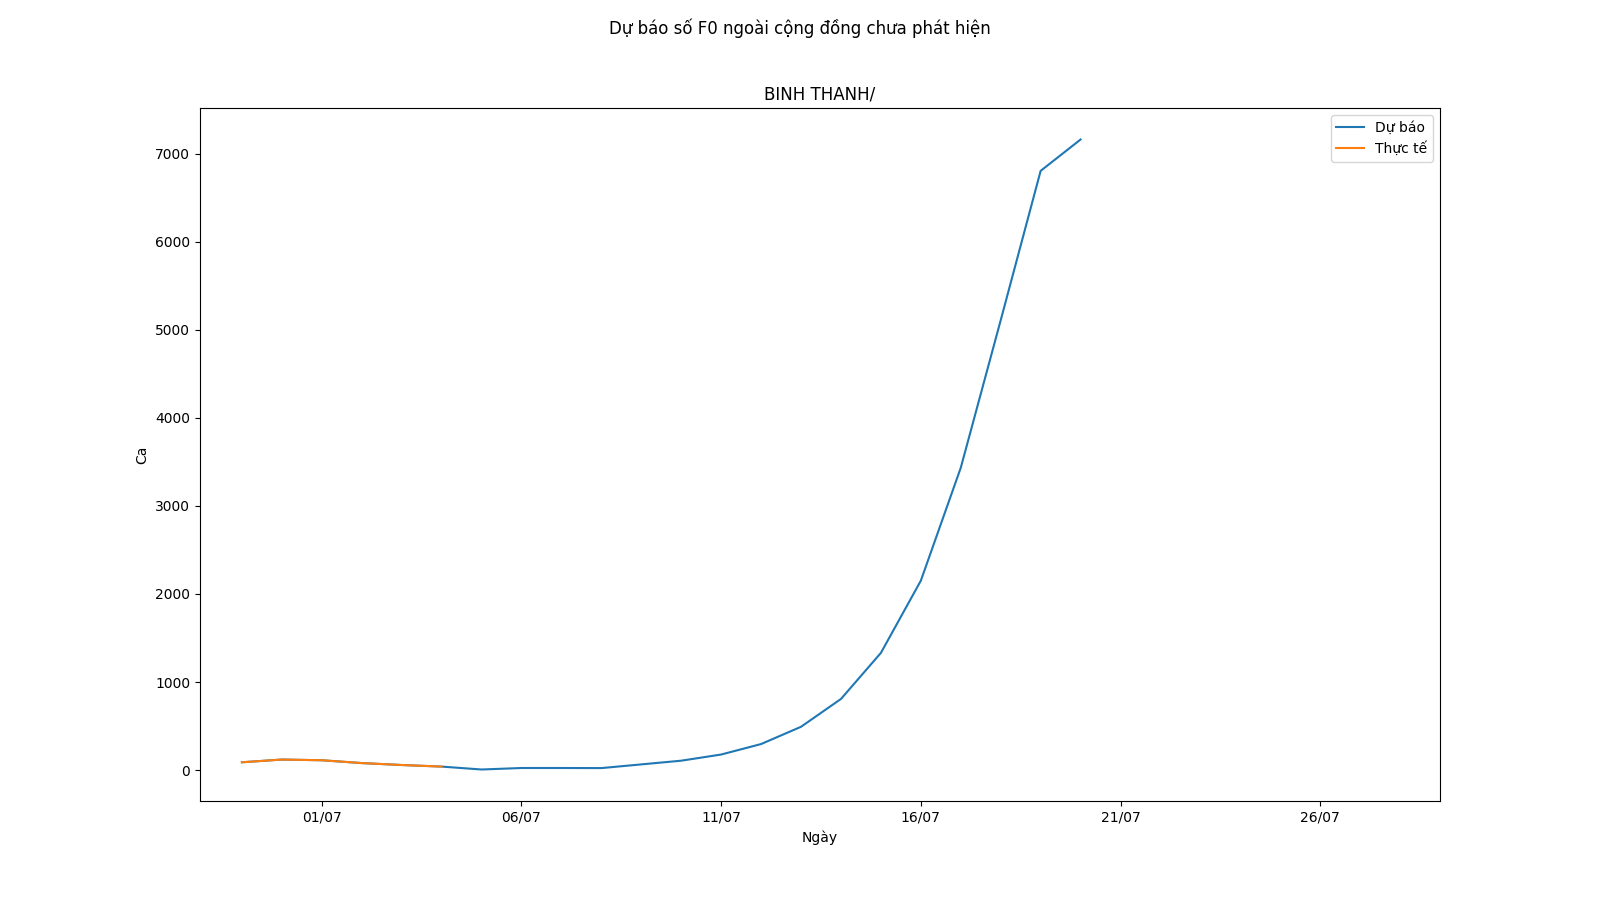 Dự báo số F0 ngoài cộng đồng chưa phát hiện
BINH THANH/
Dự báo
Thực tế
7000
6000
5000
4000
3000
2000
1000
0
Ca
01/07
06/07
11/07
16/07
21/07
26/07
Ngày